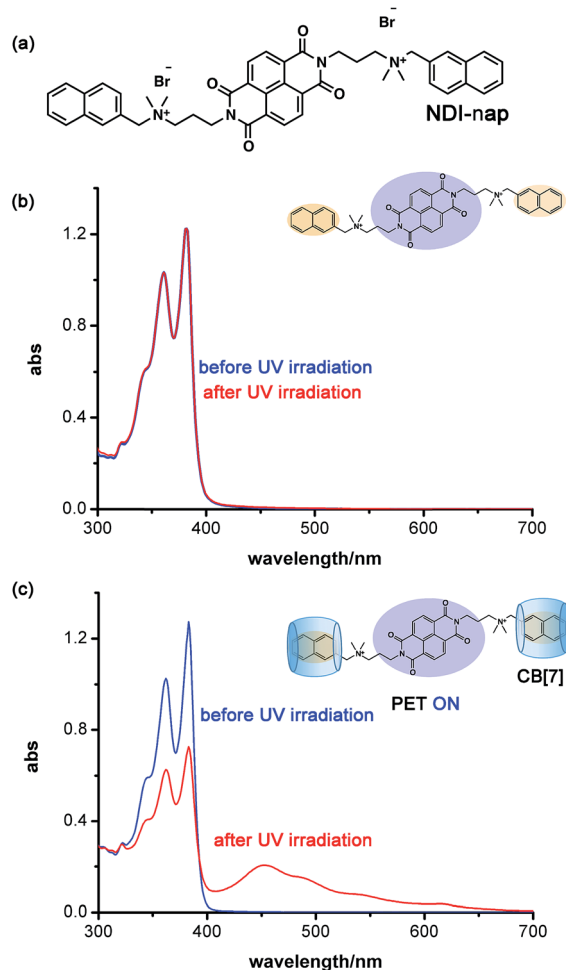 (a)
Br⁻
Br⁻
O
O
N
N⁺
N⁺
N
O
O
NDI-nap
(b)
O
O
N
N⁺
N⁺
N
O
O
1.2
0.8
0.4
0.0
abs
before UV irradiation
after UV irradiation
300
400
500
600
700
wavelength/nm
(c)
O
O
N
N⁺
N⁺
N
O
O
CB[7]
PET ON
1.2
0.8
0.4
0.0
abs
before UV irradiation
after UV irradiation
300
400
500
600
700
wavelength/nm